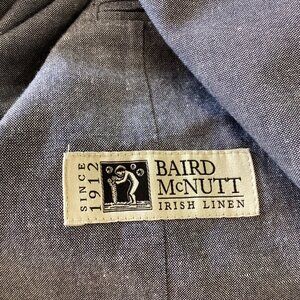 SINCE
1912
BAIRD
McNUTT
IRISH LINEN